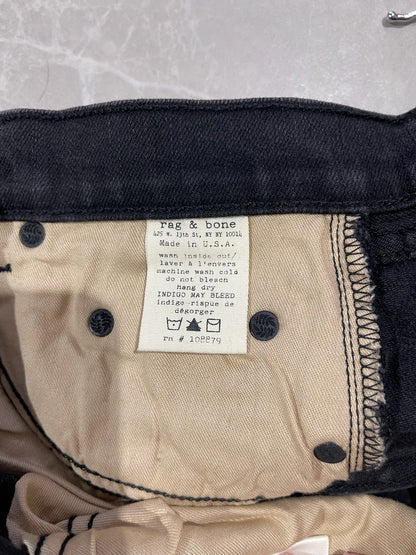 rag & bone
425 W. 13th St, NY NY 10014
Made in U.S.A.
wash inside out/
laver à l'envers
machine wash cold
do not bleach
hang dry
INDIGO MAY BLEED
indigo risque de
dégorger
rn # 108879